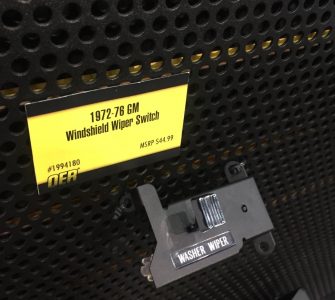 1972-76 GM
Windshield Wiper Switch
MSRP $44.99
#1994180
OER
WASHER WIPER